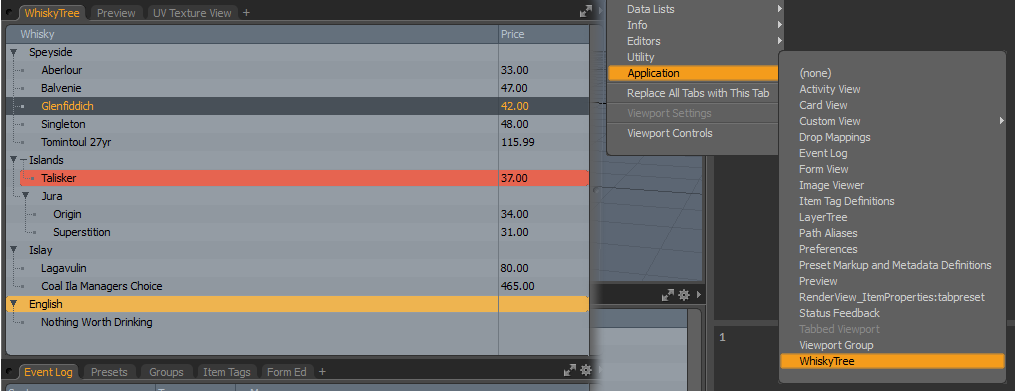 WhiskyTree Preview UV Texture View +
Whisky Price
Speyside
Aberlour 33.00
Balvenie 47.00
Glenfiddich 42.00
Singleton 48.00
Tomintoul 27yr 115.99
Islands
Talisker 37.00
Jura
Origin 34.00
Superstition 31.00
Islay
Lagavulin 80.00
Coal Ila Managers Choice 465.00
English
Nothing Worth Drinking
Event Log Presets Groups Item Tags Form Ed +
Data Lists
Info
Editors
Utility
Application
Replace All Tabs with This Tab
Viewport Settings
Viewport Controls
(none)
Activity View
Card View
Custom View
Drop Mappings
Event Log
Form View
Image Viewer
Item Tag Definitions
LayerTree
Path Aliases
Preferences
Preset Markup and Metadata Definitions
Preview
RenderView_ItemProperties:tabpreset
Status Feedback
Tabbed Viewport
Viewport Group
WhiskyTree
1